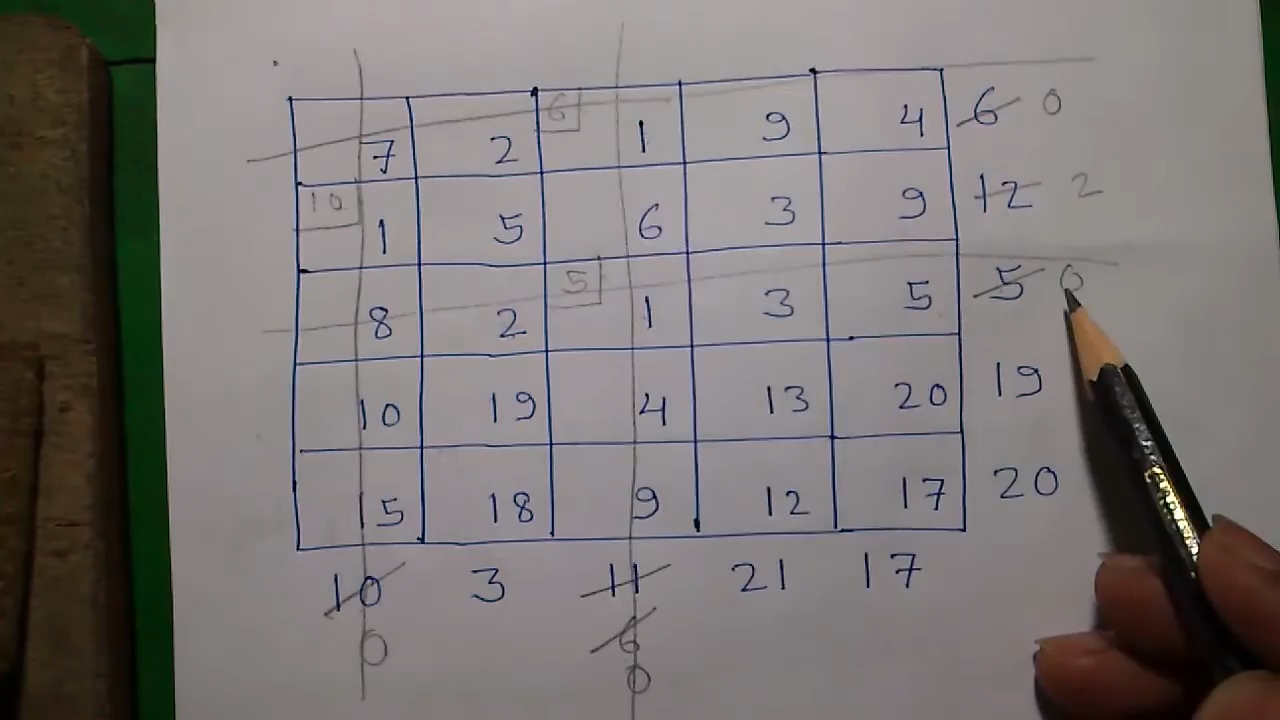 7 2 6 1 9 4 6 0
10 1 5 6 3 9 12 2
8 2 5 1 3 5 5 0
10 19 4 13 20 19
15 18 9 12 17 20
10 3 11 21 17
0 6
0